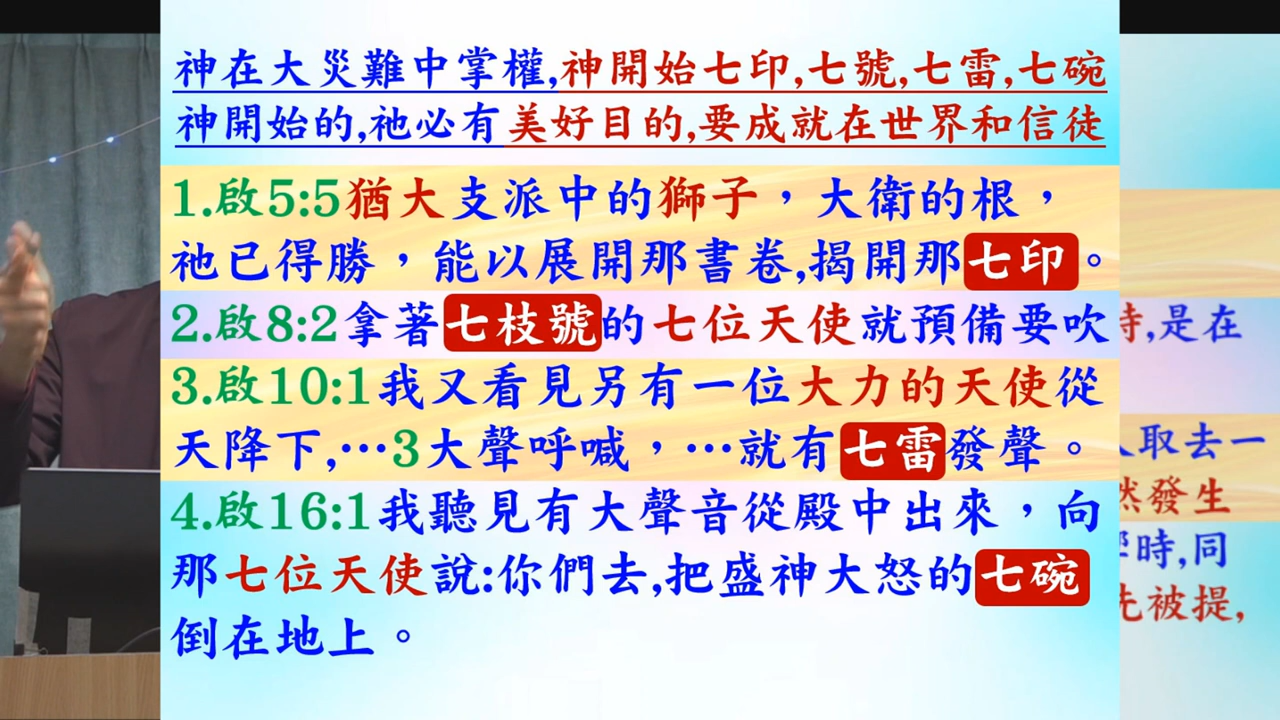 神在大災難中掌權,神開始七印,七號,七雷,七碗
神開始的,祂必有美好目的,要成就在世界和信徒
1.啟5:5猶大支派中的獅子，大衛的根，
祂已得勝，能以展開那書卷,揭開那七印。
2.啟8:2拿著七枝號的七位天使就預備要吹
3.啟10:1我又看見另有一位大力的天使從
天降下,…3大聲呼喊，…就有七雷發聲。
4.啟16:1我聽見有大聲音從殿中出來，向
那七位天使說:你們去,把盛神大怒的七碗
倒在地上。
時,是在
取去一
然發生
時,同
先被提,